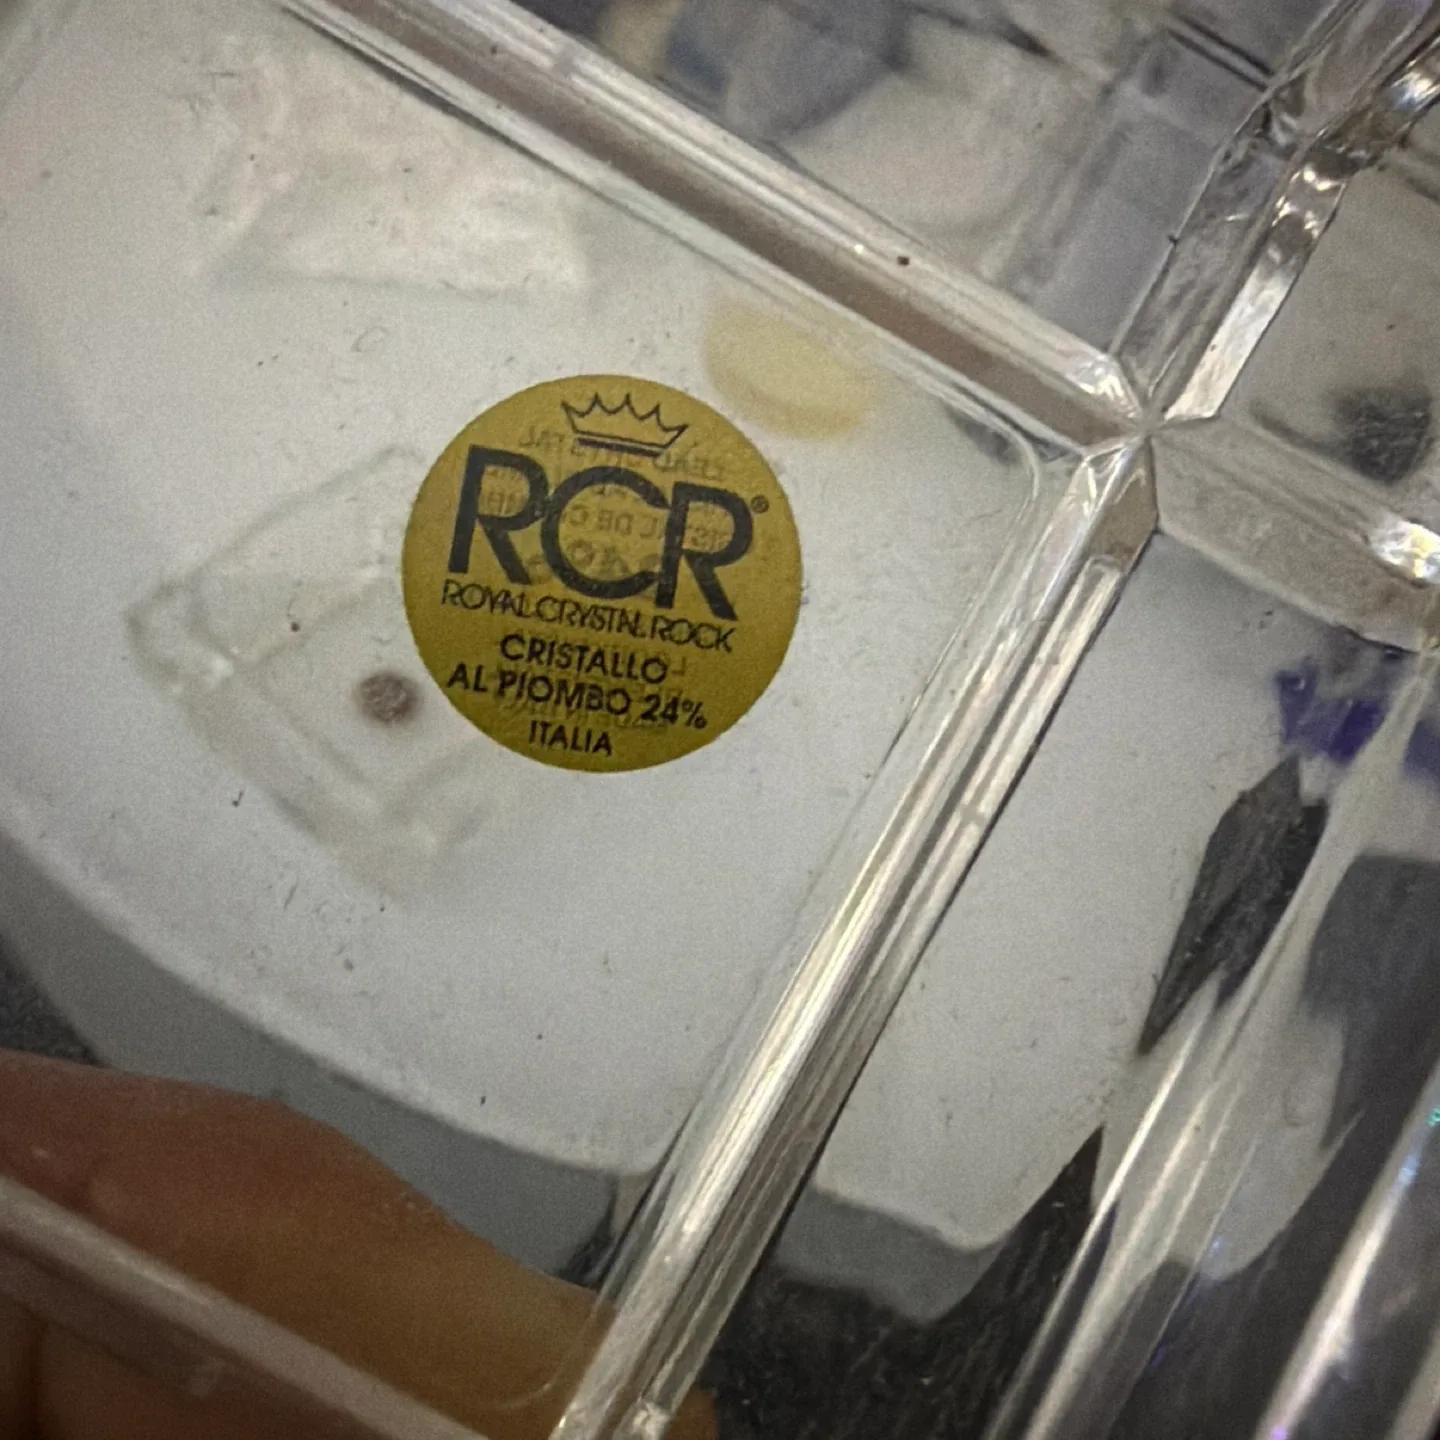 RCR®
ROYAL CRYSTAL ROCK
CRISTALLO
AL PIOMBO 24%
ITALIA